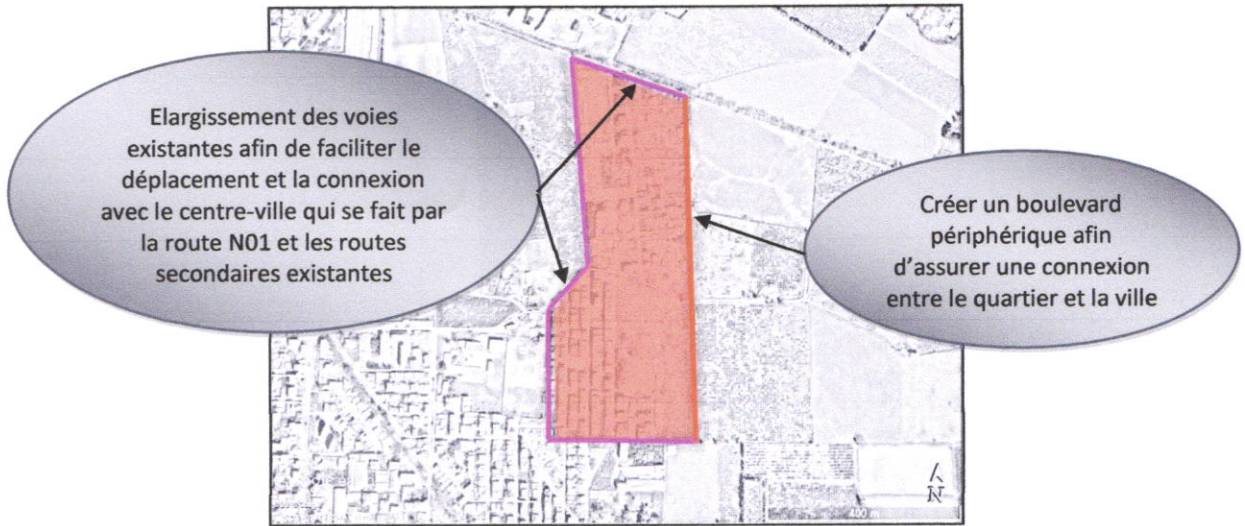 Elargissement des voies
existantes afin de faciliter le
déplacement et la connexion
avec le centre-ville qui se fait par
la route N01 et les routes
secondaires existantes
Créer un boulevard
périphérique afin
d'assurer une connexion
entre le quartier et la ville
N
400 m